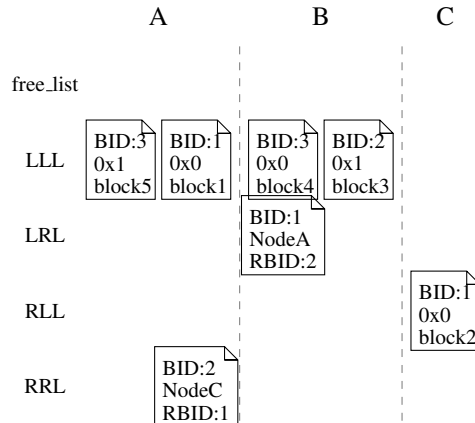 A B C
free_list
LLL
BID:3
0x1
block5
BID:1
0x0
block1
BID:3
0x0
block4
BID:2
0x1
block3
LRL
BID:1
NodeA
RBID:2
RLL
BID:1
0x0
block2
RRL
BID:2
NodeC
RBID:1